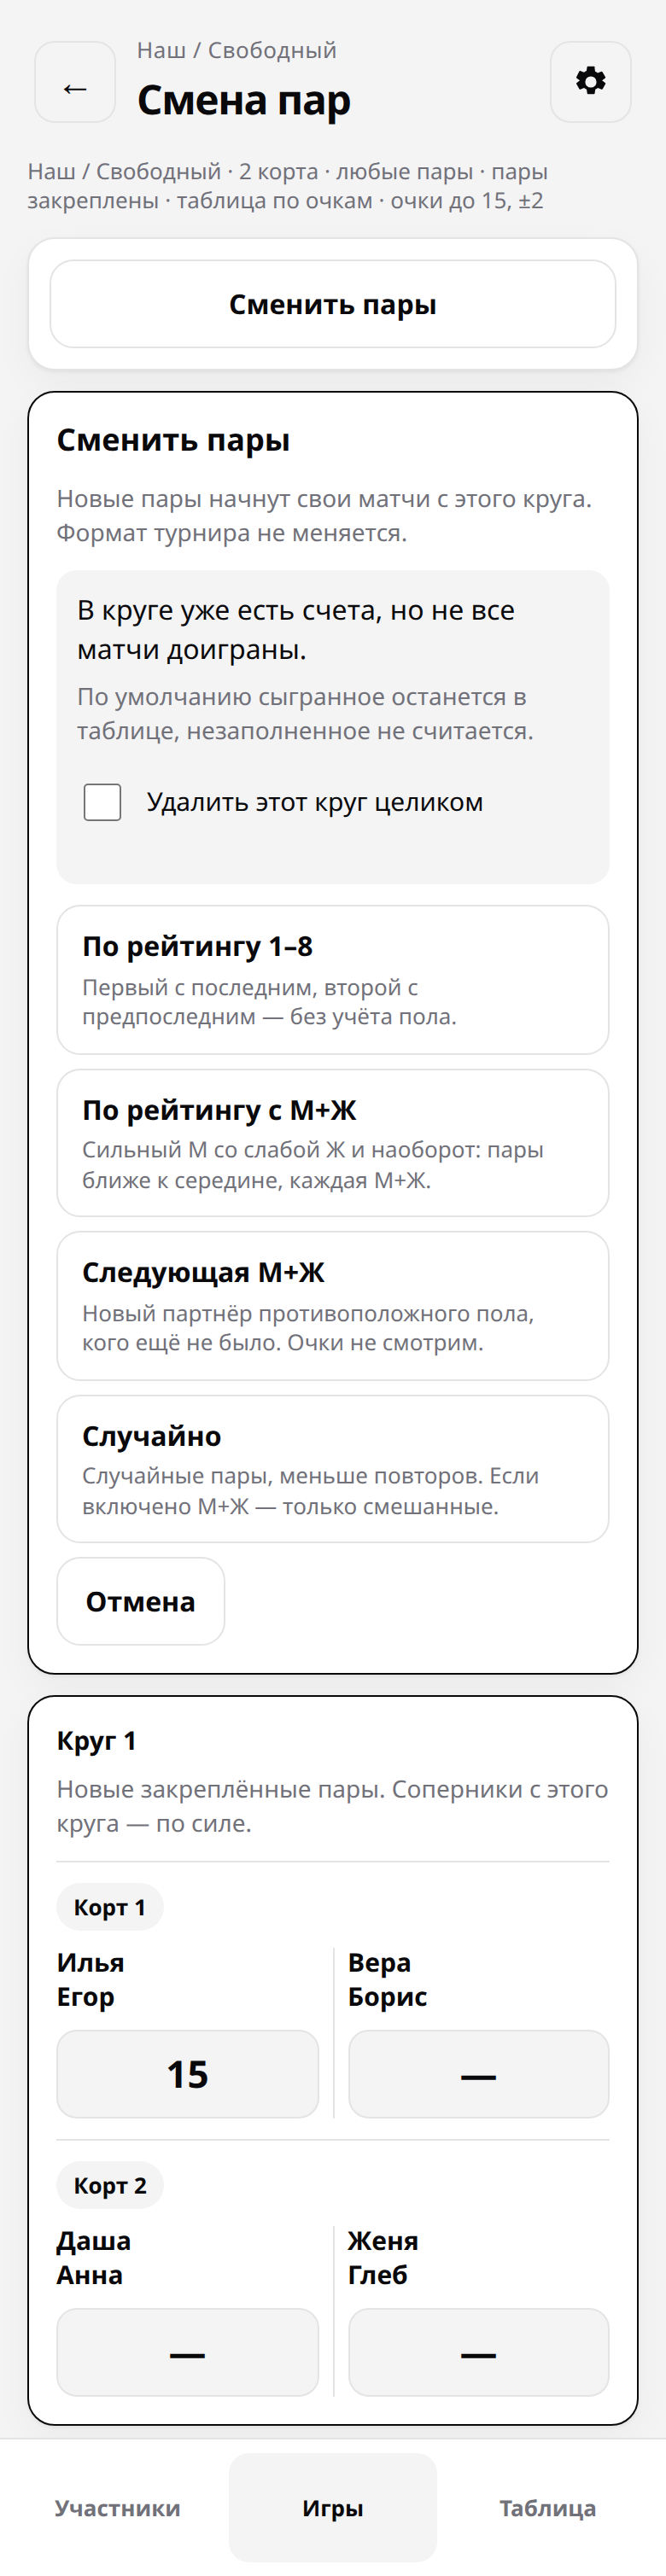 ←
Наш / Свободный
Смена пар
Наш / Свободный · 2 корта · любые пары · пары
закреплены · таблица по очкам · очки до 15, ±2
Сменить пары
Сменить пары
Новые пары начнут свои матчи с этого круга.
Формат турнира не меняется.
В круге уже есть счета, но не все
матчи доиграны.
По умолчанию сыгранное останется в
таблице, незаполненное не считается.
Удалить этот круг целиком
По рейтингу 1–8
Первый с последним, второй с
предпоследним — без учёта пола.
По рейтингу с М+Ж
Сильный М со слабой Ж и наоборот: пары
ближе к середине, каждая М+Ж.
Следующая М+Ж
Новый партнёр противоположного пола,
кого ещё не было. Очки не смотрим.
Случайно
Случайные пары, меньше повторов. Если
включено М+Ж — только смешанные.
Отмена
Круг 1
Новые закреплённые пары. Соперники с этого
круга — по силе.
Корт 1
Илья
Егор
Вера
Борис
15
—
Корт 2
Даша
Анна
Женя
Глеб
—
—
Участники
Игры
Таблица